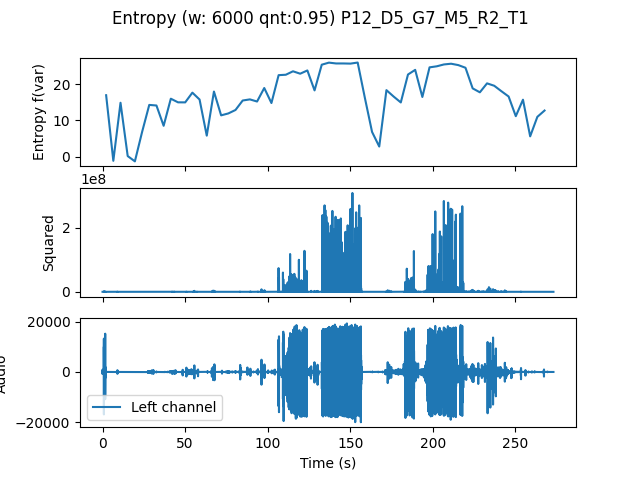 Entropy (w: 6000 qnt:0.95) P12_D5_G7_M5_R2_T1
Entropy f(var)
20
10
0
1e8
Squared
2
0
Audio
20000
0
−20000
Left channel
0 50 100 150 200 250
Time (s)